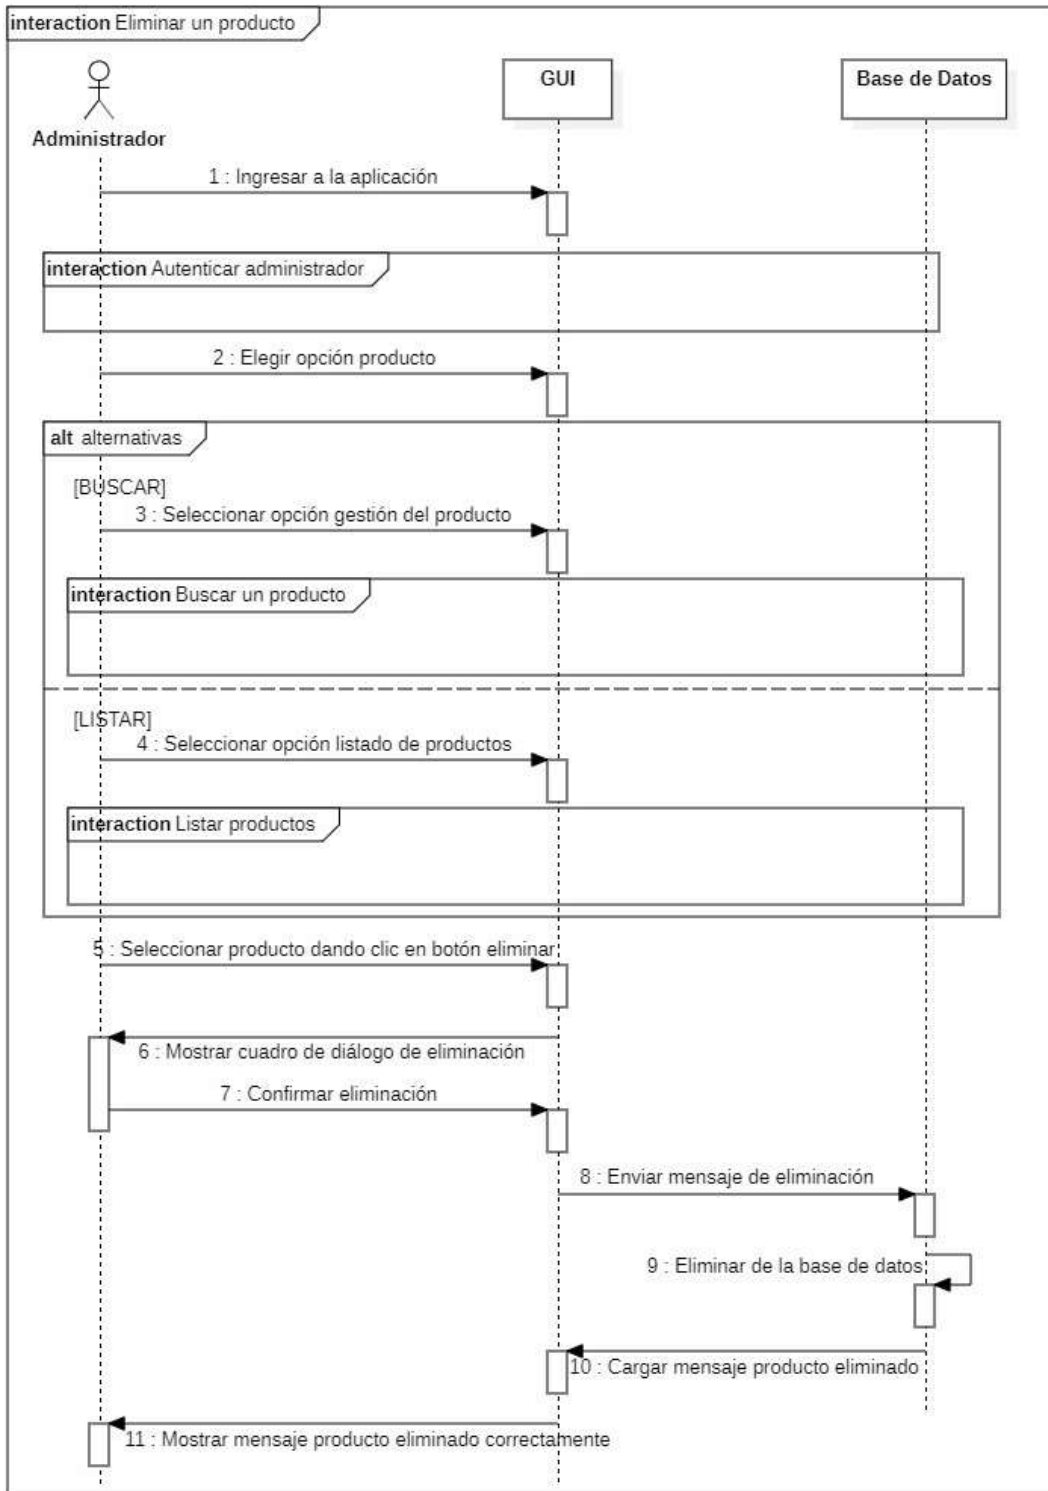 interaction Eliminar un producto
Administrador
GUI
Base de Datos
1 : Ingresar a la aplicación
interaction Autenticar administrador
2 : Elegir opción producto
alt alternativas
[BUSCAR]
3 : Seleccionar opción gestión del producto
interaction Buscar un producto
[LISTAR]
4 : Seleccionar opción listado de productos
interaction Listar productos
5 : Seleccionar producto dando clic en botón eliminar
6 : Mostrar cuadro de diálogo de eliminación
7 : Confirmar eliminación
8 : Enviar mensaje de eliminación
9 : Eliminar de la base de datos
10 : Cargar mensaje producto eliminado
11 : Mostrar mensaje producto eliminado correctamente